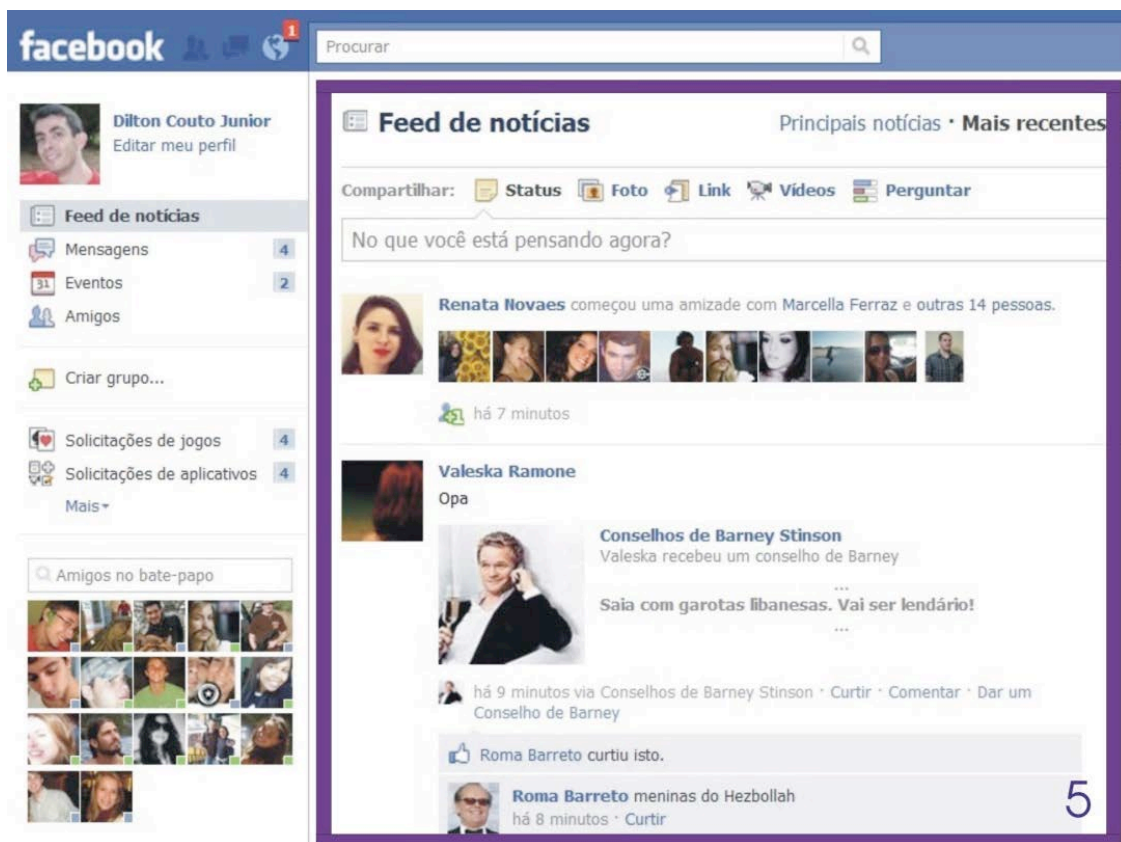 facebook
1
Procurar
Dilton Couto Junior
Editar meu perfil
Feed de notícias
Mensagens 4
31 Eventos 2
Amigos
Criar grupo...
Solicitações de jogos 4
Solicitações de aplicativos 4
Mais
Amigos no bate-papo
Feed de notícias
Principais notícias · Mais recentes
Compartilhar: Status Foto Link Vídeos Perguntar
No que você está pensando agora?
Renata Novaes começou uma amizade com Marcella Ferraz e outras 14 pessoas.
há 7 minutos
Valeska Ramone
Opa
Conselhos de Barney Stinson
Valeska recebeu um conselho de Barney
...
Saia com garotas libanesas. Vai ser lendário!
...
há 9 minutos via Conselhos de Barney Stinson · Curtir · Comentar · Dar um
Conselho de Barney
Roma Barreto curtiu isto.
Roma Barreto meninas do Hezbollah
há 8 minutos · Curtir
5